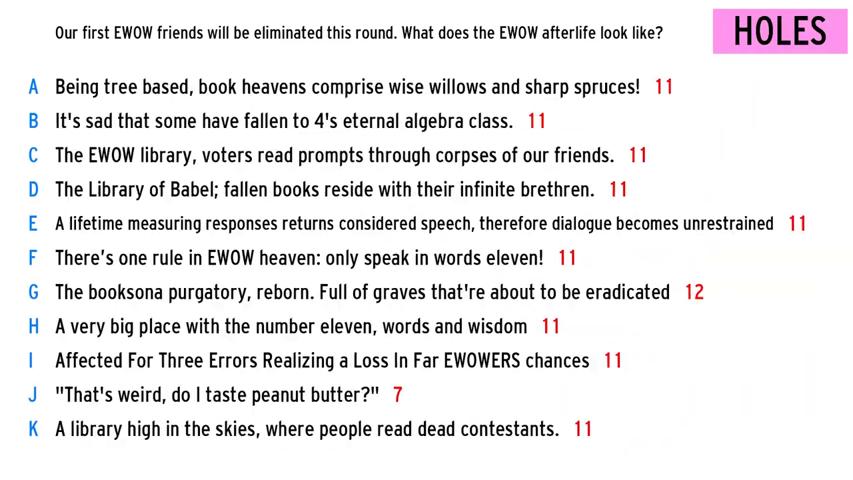 Our first EWOW friends will be eliminated this round. What does the EWOW afterlife look like?
HOLES
A Being tree based, book heavens comprise wise willows and sharp spruces! 11
B It's sad that some have fallen to 4's eternal algebra class. 11
C The EWOW library, voters read prompts through corpses of our friends. 11
D The Library of Babel; fallen books reside with their infinite brethren. 11
E A lifetime measuring responses returns considered speech, therefore dialogue becomes unrestrained 11
F There’s one rule in EWOW heaven: only speak in words eleven! 11
G The booksona purgatory, reborn. Full of graves that're about to be eradicated 12
H A very big place with the number eleven, words and wisdom 11
I Affected For Three Errors Realizing a Loss In Far EWOWERS chances 11
J "That's weird, do I taste peanut butter?" 7
K A library high in the skies, where people read dead contestants. 11